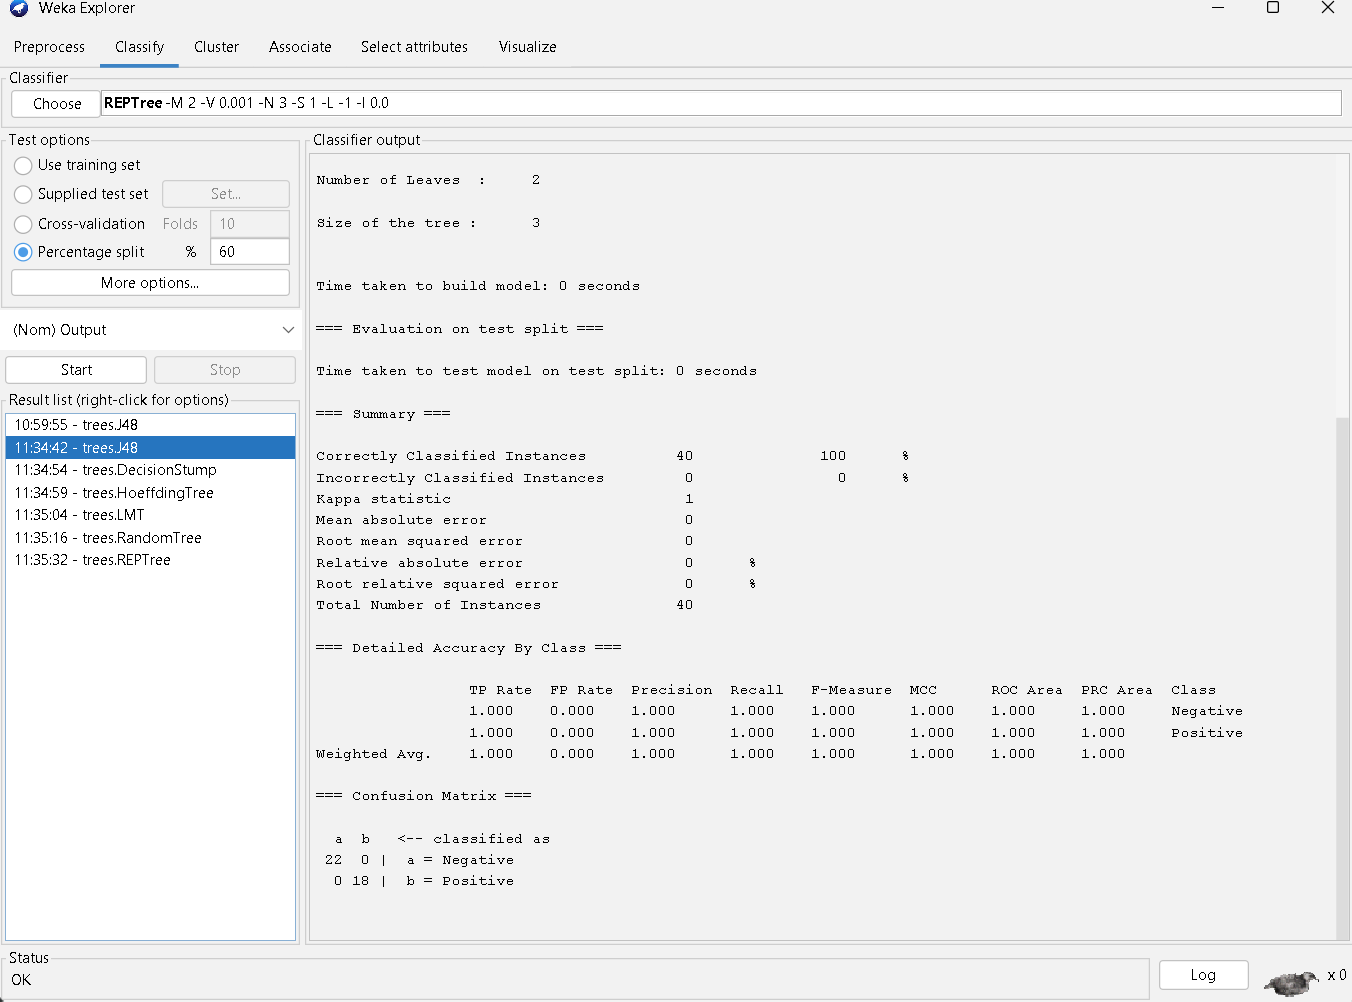 Weka Explorer
Preprocess Classify Cluster Associate Select attributes Visualize
Classifier
Choose REPTree -M 2 -V 0.001 -N 3 -S 1 -L -1 -I 0.0
Test options
Use training set
Supplied test set Set...
Cross-validation Folds 10
Percentage split % 60
More options...
(Nom) Output
Start Stop
Result list (right-click for options)
10:59:55 - trees.J48
11:34:42 - trees.J48
11:34:54 - trees.DecisionStump
11:34:59 - trees.HoeffdingTree
11:35:04 - trees.LMT
11:35:16 - trees.RandomTree
11:35:32 - trees.REPTree
Classifier output
Number of Leaves : 2
Size of the tree : 3
Time taken to build model: 0 seconds
=== Evaluation on test split ===
Time taken to test model on test split: 0 seconds
=== Summary ===
Correctly Classified Instances 40 100 %
Incorrectly Classified Instances 0 0 %
Kappa statistic 1
Mean absolute error 0
Root mean squared error 0
Relative absolute error 0 %
Root relative squared error 0 %
Total Number of Instances 40
=== Detailed Accuracy By Class ===
TP Rate FP Rate Precision Recall F-Measure MCC ROC Area PRC Area Class
1.000 0.000 1.000 1.000 1.000 1.000 1.000 1.000 Negative
1.000 0.000 1.000 1.000 1.000 1.000 1.000 1.000 Positive
Weighted Avg. 1.000 0.000 1.000 1.000 1.000 1.000 1.000 1.000
=== Confusion Matrix ===
a b <-- classified as
22 0 | a = Negative
0 18 | b = Positive
Status
OK
Log x 0